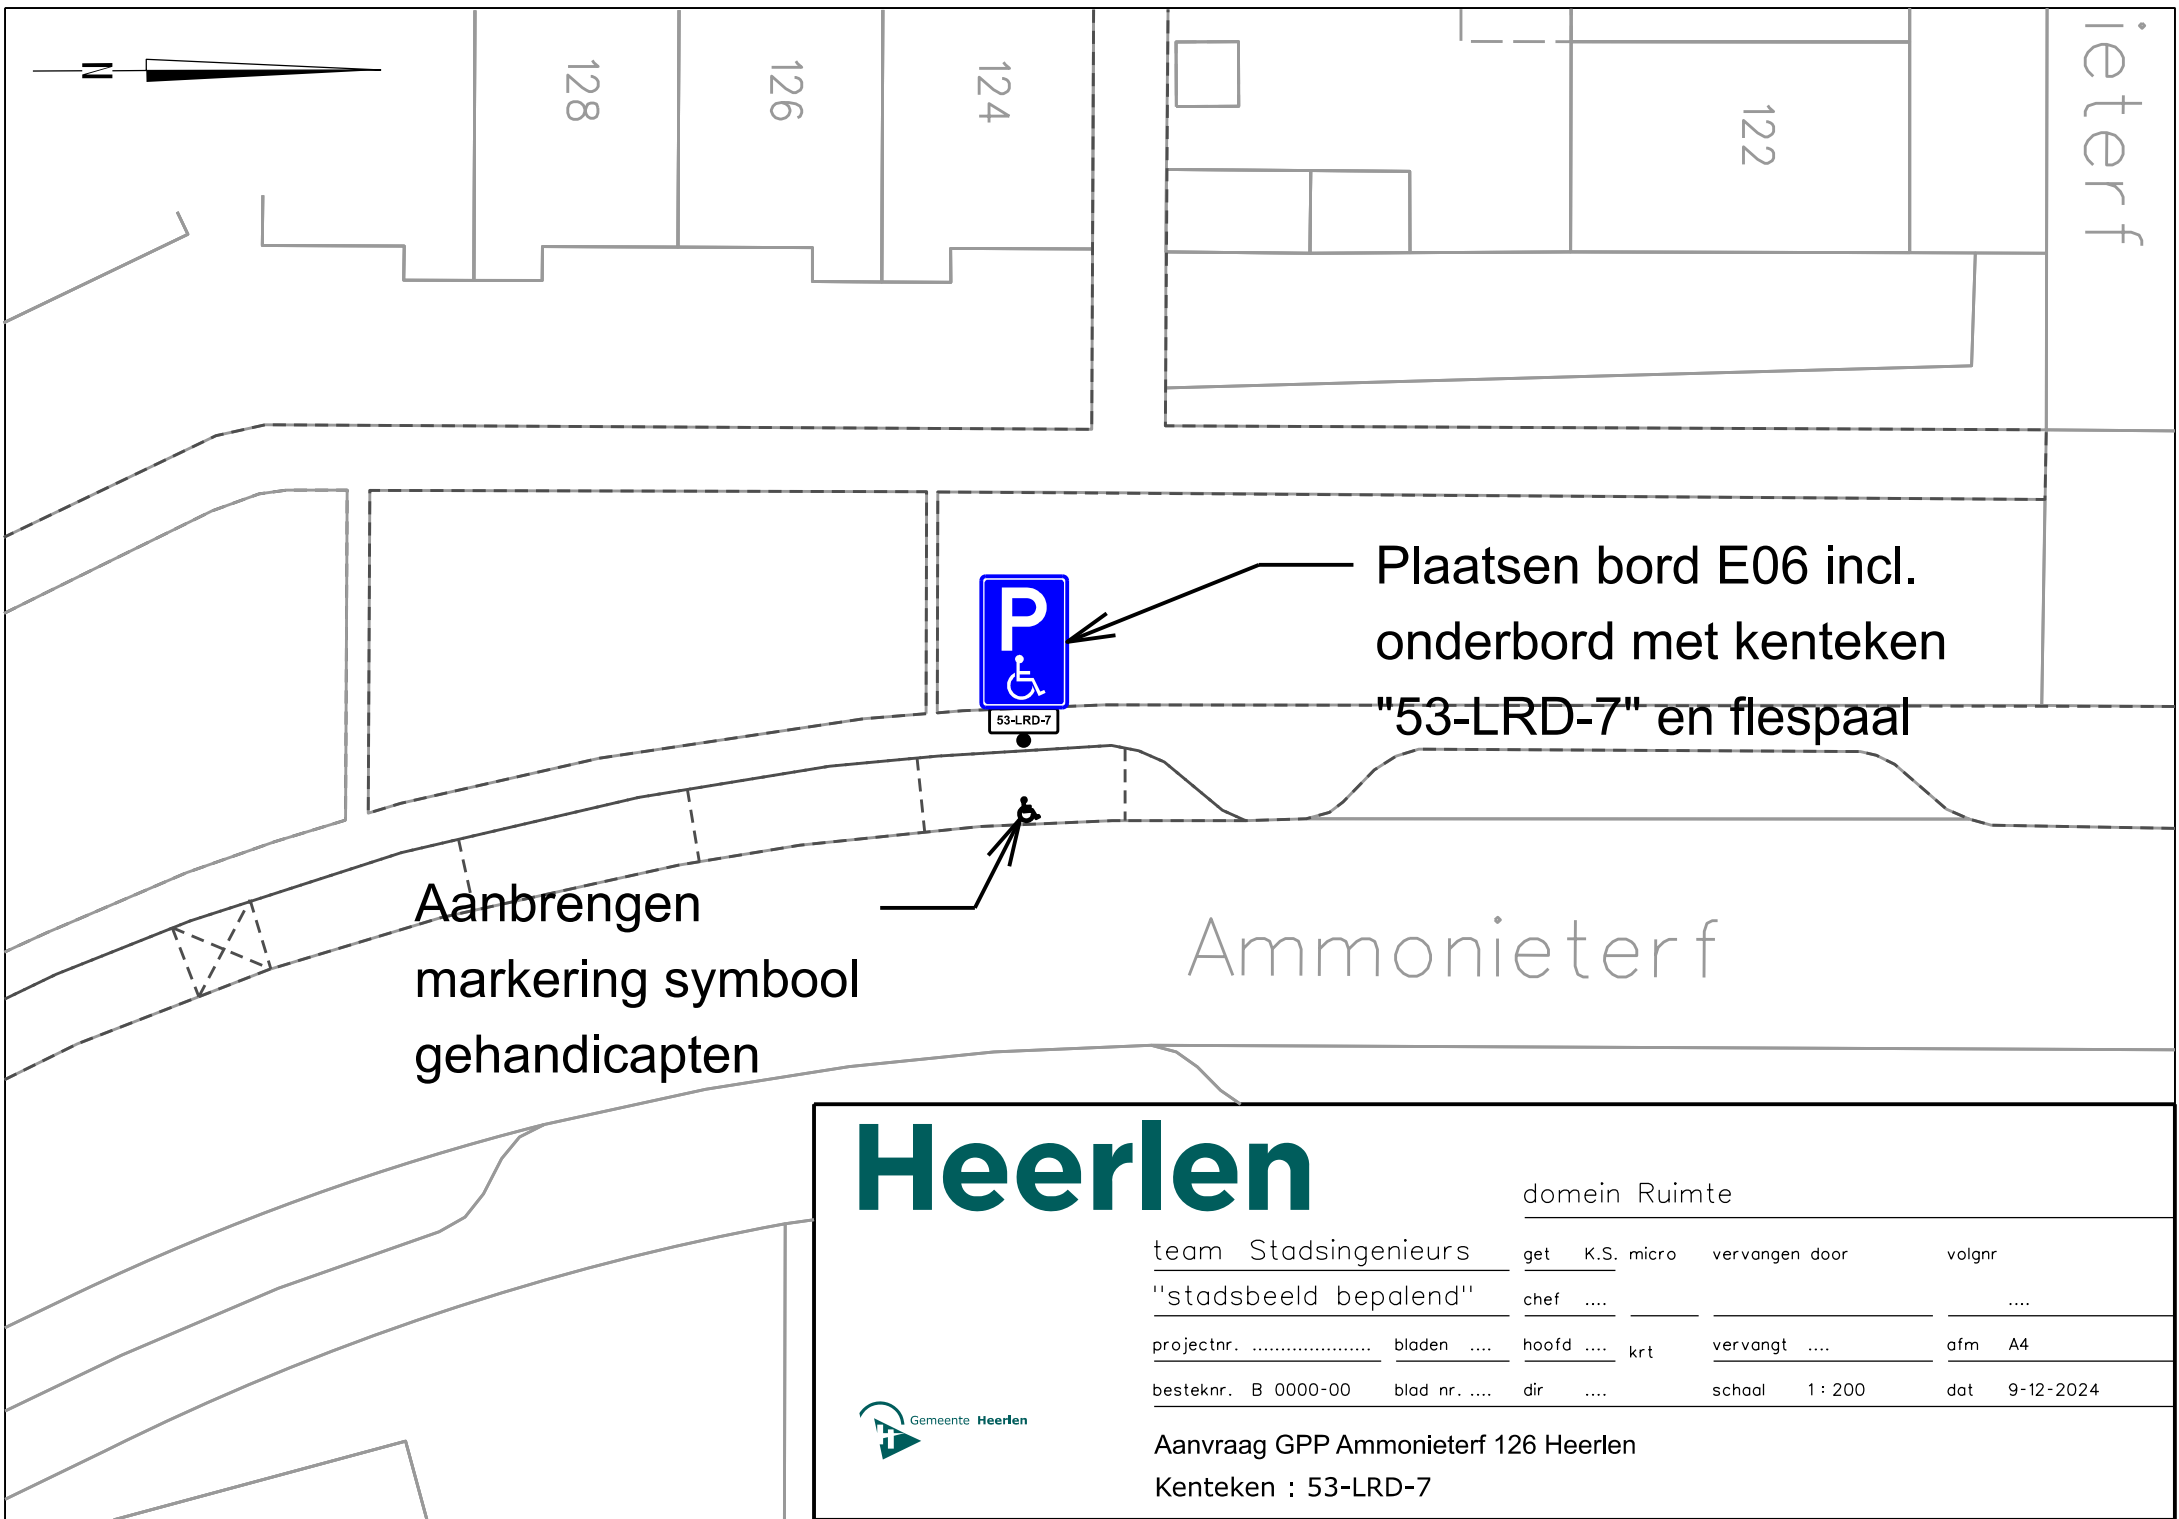 N
128
126
124
122
ieterf
Plaatsen bord E06 incl.
onderbord met kenteken
"53-LRD-7" en flespaal
P
53-LRD-7
Aanbrengen
markering symbool
gehandicapten
Ammonieterf
Heerlen
domein Ruimte
team Stadsingenieurs
get K.S. micro vervangen door volgnr
"stadsbeeld bepalend"
chef .... ....
projectnr. ..................... bladen .... hoofd .... krt vervangt .... afm A4
besteknr. B 0000-00 blad nr. .... dir .... schaal 1:200 dat 9-12-2024
H
Gemeente Heerlen
Aanvraag GPP Ammonieterf 126 Heerlen
Kenteken : 53-LRD-7